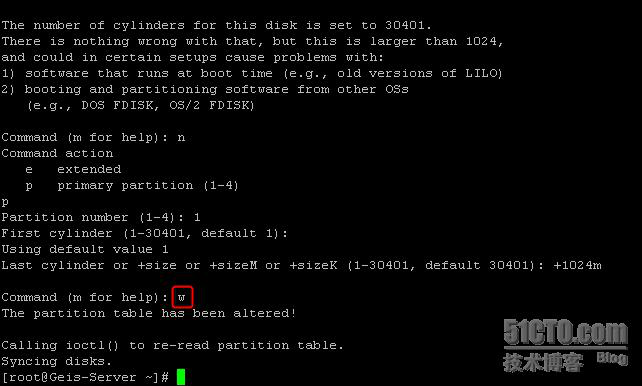 The number of cylinders for this disk is set to 30401.
There is nothing wrong with that, but this is larger than 1024,
and could in certain setups cause problems with:
1) software that runs at boot time (e.g., old versions of LILO)
2) booting and partitioning software from other OSs
   (e.g., DOS FDISK, OS/2 FDISK)
Command (m for help): n
Command action
   e   extended
   p   primary partition (1-4)
p
Partition number (1-4): 1
First cylinder (1-30401, default 1):
Using default value 1
Last cylinder or +size or +sizeM or +sizeK (1-30401, default 30401): +1024m
Command (m for help): w
The partition table has been altered!
Calling ioctl() to re-read partition table.
Syncing disks.
[root@Geis-Server ~]#
51CTO.com
技术博客 Blog